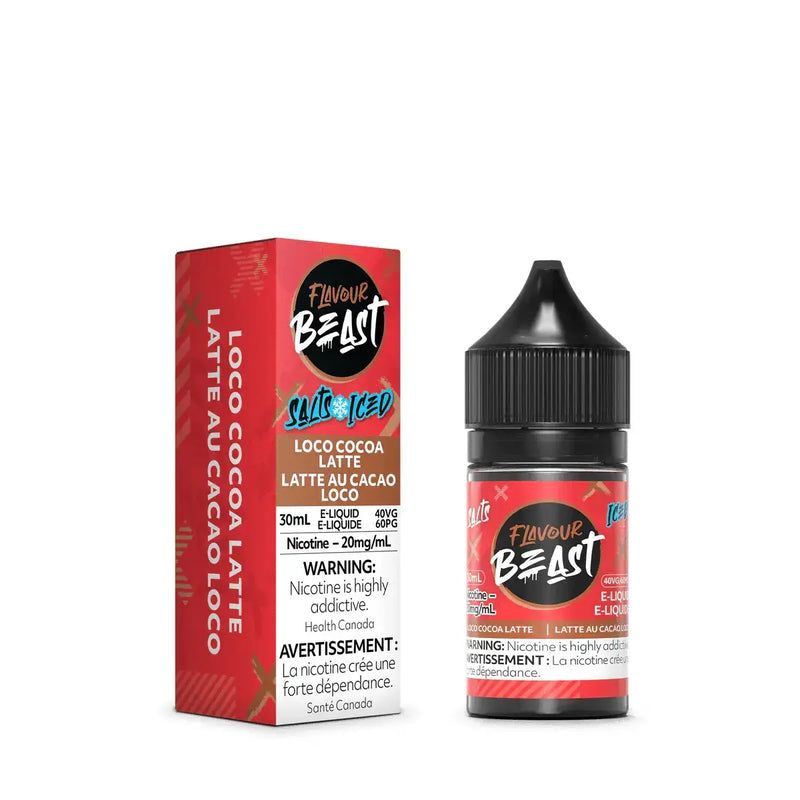 LOCO COCOA LATTE
LATTE AU CACAO LOCO
FLAVOUR
BEAST
SALTS ICED
LOCO COCOA
LATTE
LATTE AU CACAO
LOCO
30mL E-LIQUID 40VG
E-LIQUIDE 60PG
Nicotine – 20mg/mL
WARNING:
Nicotine is highly
addictive.
Health Canada
AVERTISSEMENT :
La nicotine crée une
forte dépendance.
Santé Canada
SALTS
FLAVOUR
BEAST
E-LIQUID
LOCO COCOA LATTE | LATTE AU CACAO
WARNING: Nicotine is highly
AVERTISSEMENT : La nicotine crée une
forte dépendance.